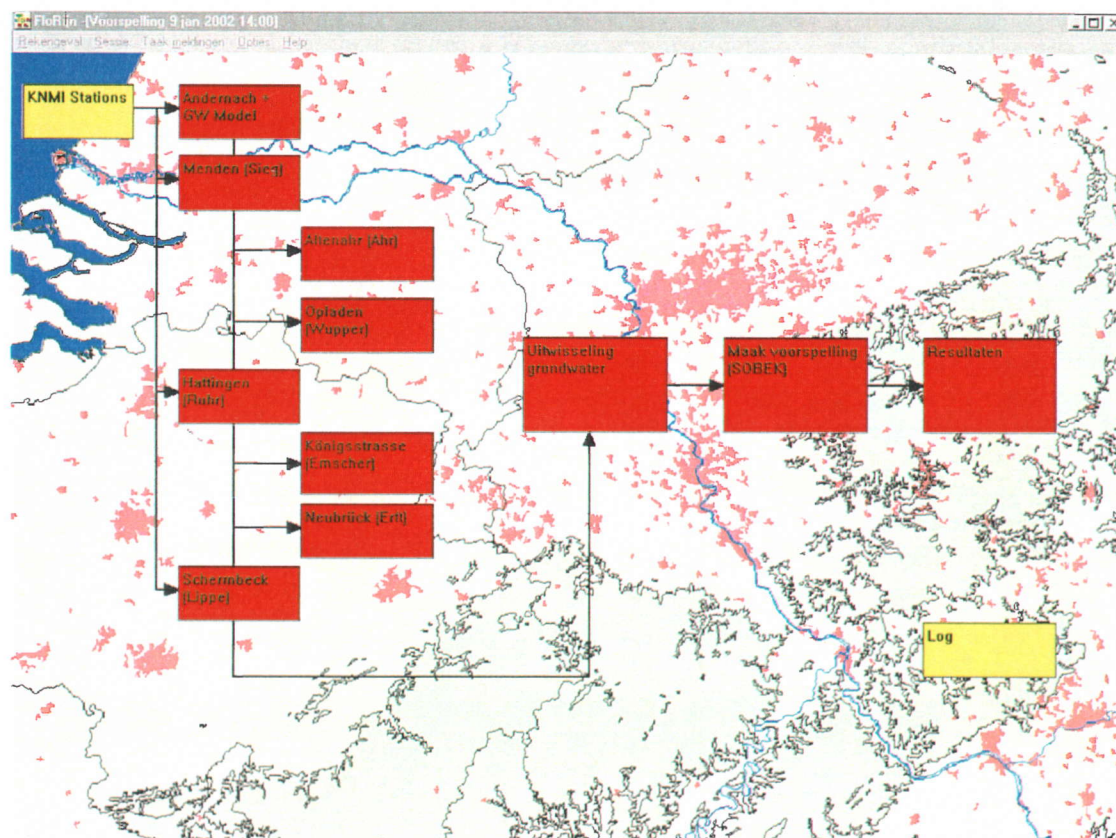 FloRijn - [Voorspelling 9 jan 2002 14:00]
Rekengeval Sessie Taak meldingen Opties Help
KNMI Stations
Andernach +
GW Model
Menden (Sieg)
Altenahr (Ahr)
Opladen
(Wupper)
Hattingen
(Ruhr)
Königsstrasse
(Emscher)
Neubrück (Erft)
Schermbeck
(Lippe)
Uitwisseling
grundwater
Maak voorspelling
(SOBEK)
Resultaten
Log